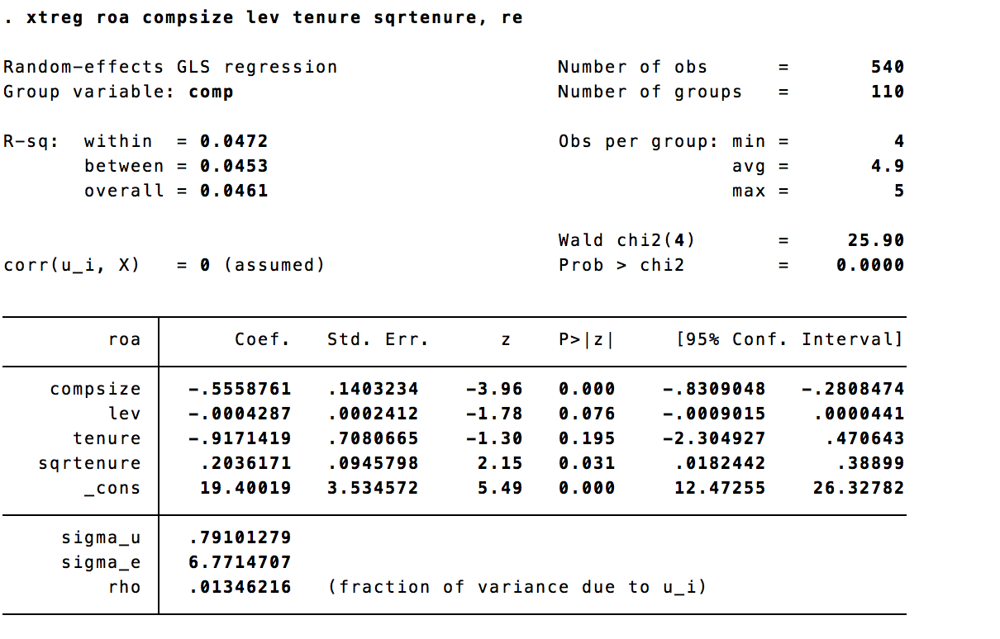 . xtreg roa compsize lev tenure sqrtenure, re
Random-effects GLS regression Number of obs = 540
Group variable: comp Number of groups = 110
R-sq: within = 0.0472 Obs per group: min = 4
between = 0.0453 avg = 4.9
overall = 0.0461 max = 5
Wald chi2(4) = 25.90
corr(u_i, X) = 0 (assumed) Prob > chi2 = 0.0000
roa Coef. Std. Err. z P>|z| [95% Conf. Interval]
compsize -.5558761 .1403234 -3.96 0.000 -.8309048 -.2808474
lev -.0004287 .0002412 -1.78 0.076 -.0009015 .0000441
tenure -.9171419 .7080665 -1.30 0.195 -2.304927 .470643
sqrtenure .2036171 .0945798 2.15 0.031 .0182442 .38899
_cons 19.40019 3.534572 5.49 0.000 12.47255 26.32782
sigma_u .79101279
sigma_e 6.7714707
rho .01346216 (fraction of variance due to u_i)